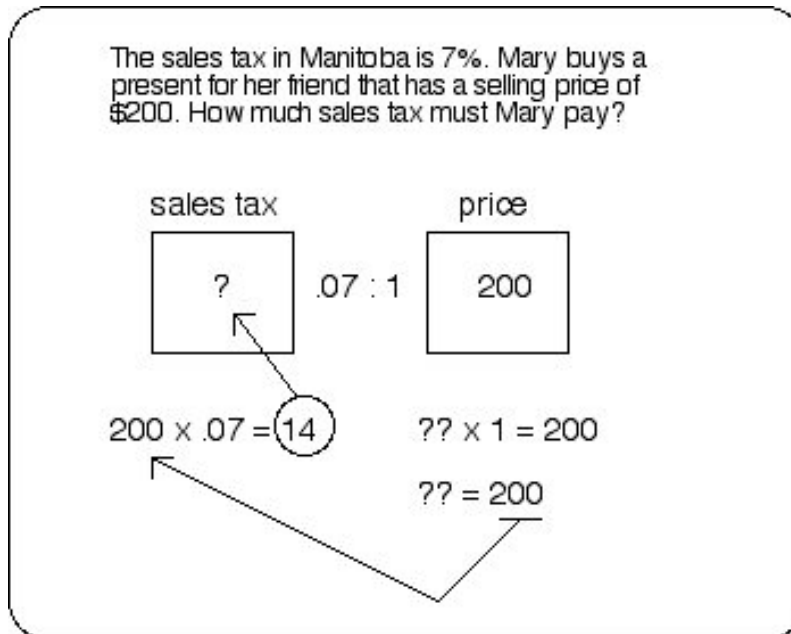 The sales tax in Manitoba is 7%. Mary buys a
present for her friend that has a selling price of
$200. How much sales tax must Mary pay?
sales tax price
? .07 : 1 200
200 x .07 = 14 ?? x 1 = 200
?? = 200